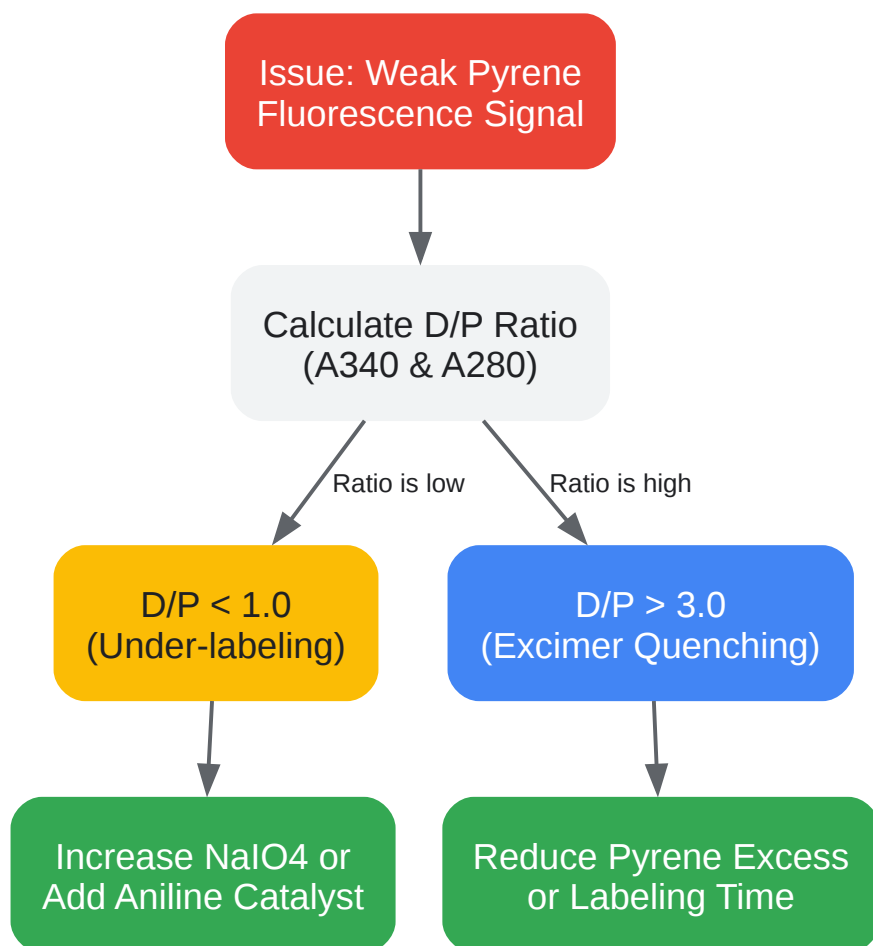 Issue: Weak Pyrene
Fluorescence Signal
Calculate D/P Ratio
(A340 & A280)
Ratio is low
Ratio is high
D/P < 1.0
(Under-labeling)
D/P > 3.0
(Excimer Quenching)
Increase NaIO4 or
Add Aniline Catalyst
Reduce Pyrene Excess
or Labeling Time